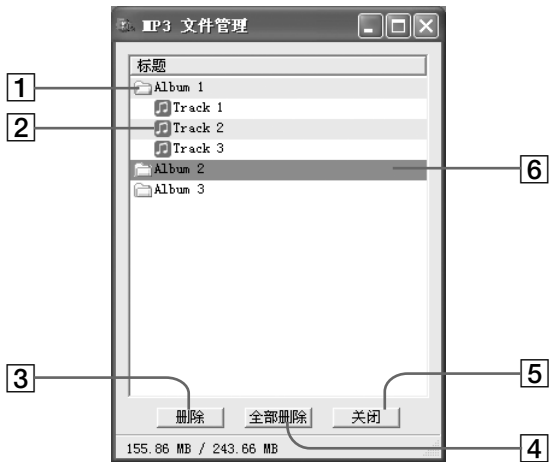 MP3 文件管理
标题
1
Album 1
Track 1
2
Track 2
Track 3
Album 2
6
Album 3
3
5
删除 全部删除 关闭
155.86 MB / 243.66 MB
4